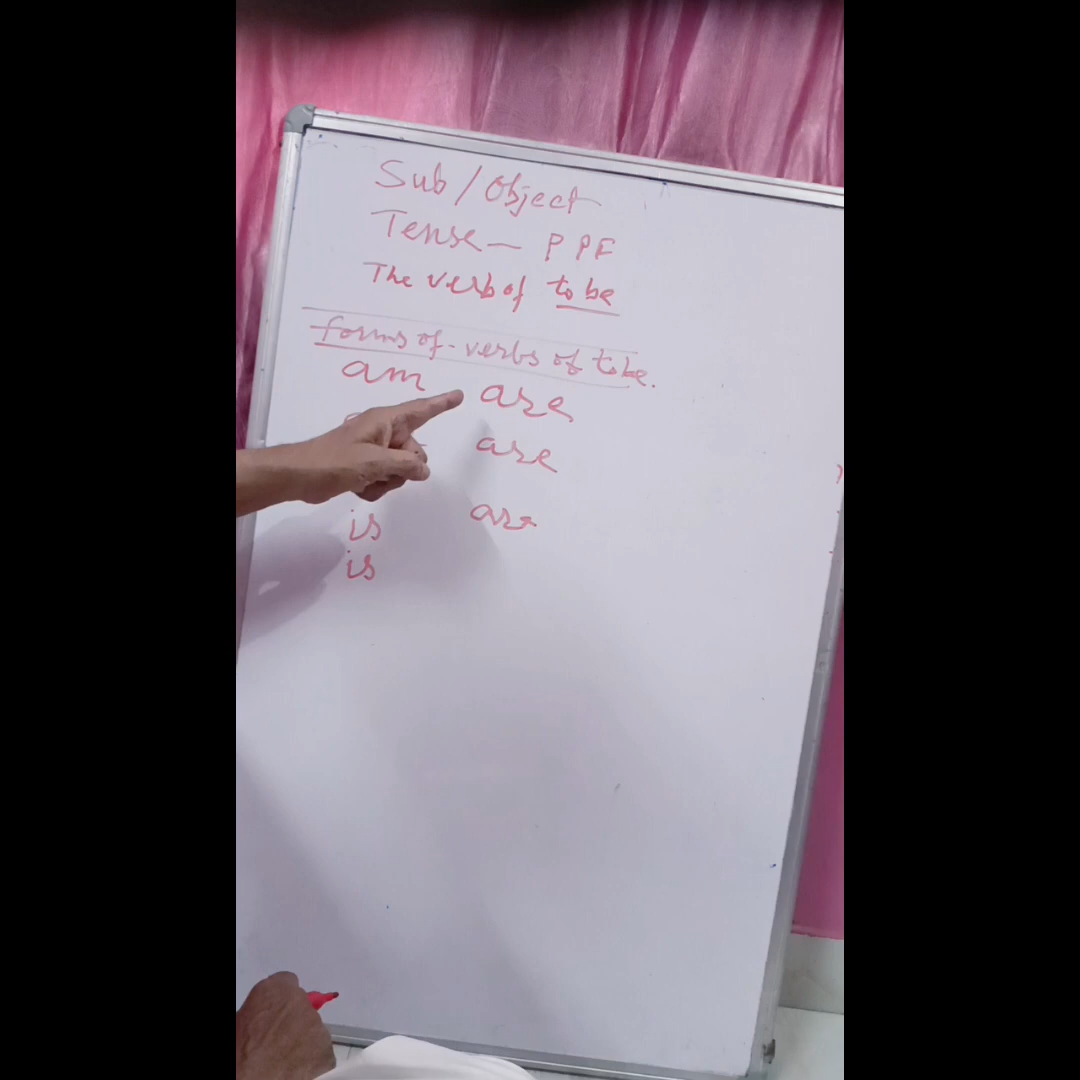 Sub / Object
Tense — P P F
The verb of to be
forms of - verbs of to be.
am are
are
is are
is